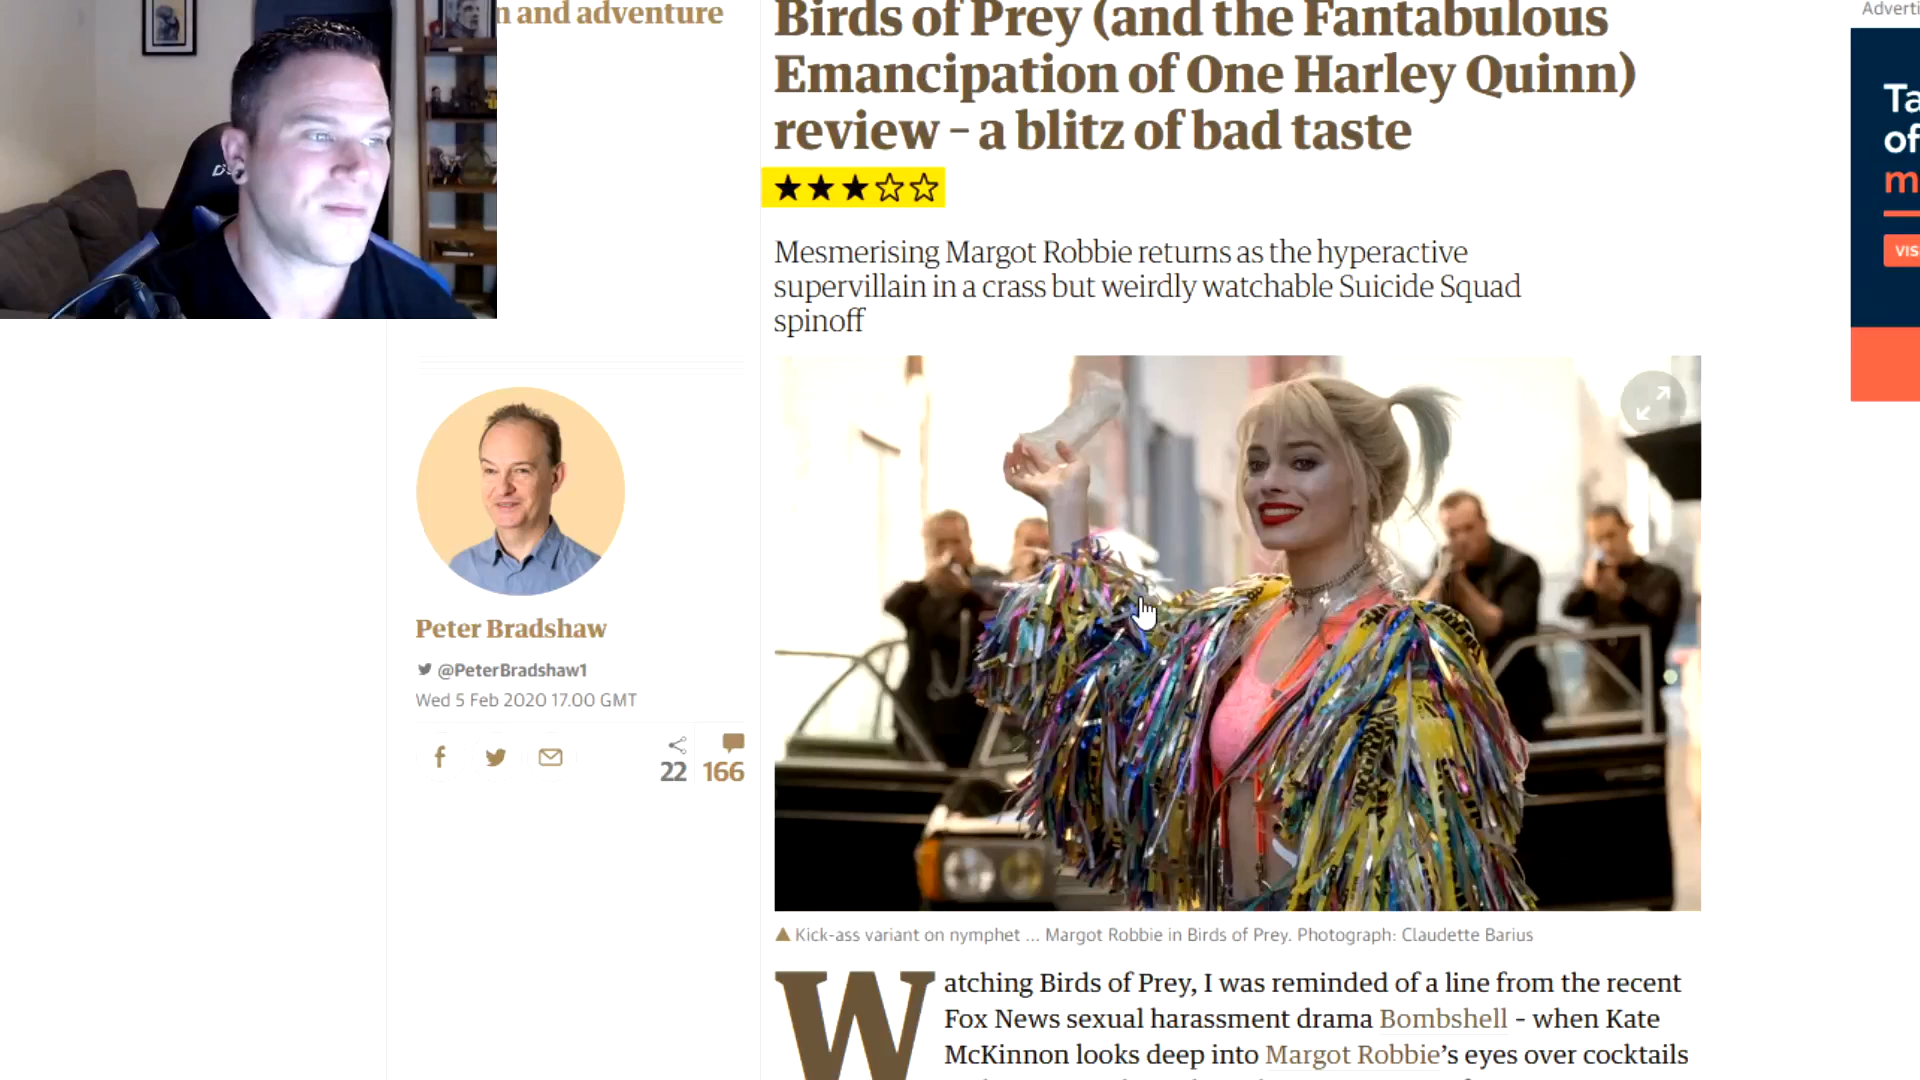 n and adventure
Birds of Prey (and the Fantabulous
Emancipation of One Harley Quinn)
review – a blitz of bad taste
Mesmerising Margot Robbie returns as the hyperactive
supervillain in a crass but weirdly watchable Suicide Squad
spinoff
Peter Bradshaw
@PeterBradshaw1
Wed 5 Feb 2020 17.00 GMT
22
166
Kick-ass variant on nymphet ... Margot Robbie in Birds of Prey. Photograph: Claudette Barius
Watching Birds of Prey, I was reminded of a line from the recent
Fox News sexual harassment drama Bombshell – when Kate
McKinnon looks deep into Margot Robbie's eyes over cocktails
Adverti
Ta
of
m
VIS